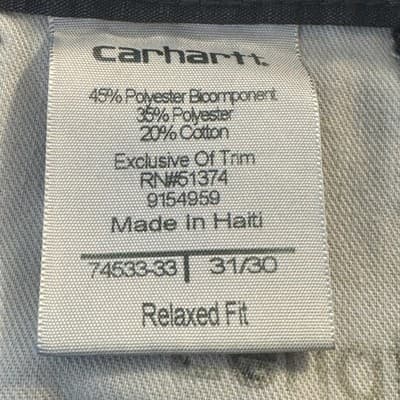 carhartt.
45% Polyester Bicomponent
35% Polyester
20% Cotton
Exclusive Of Trim
RN#51374
9154959
Made In Haiti
74533-33 31/30
Relaxed Fit